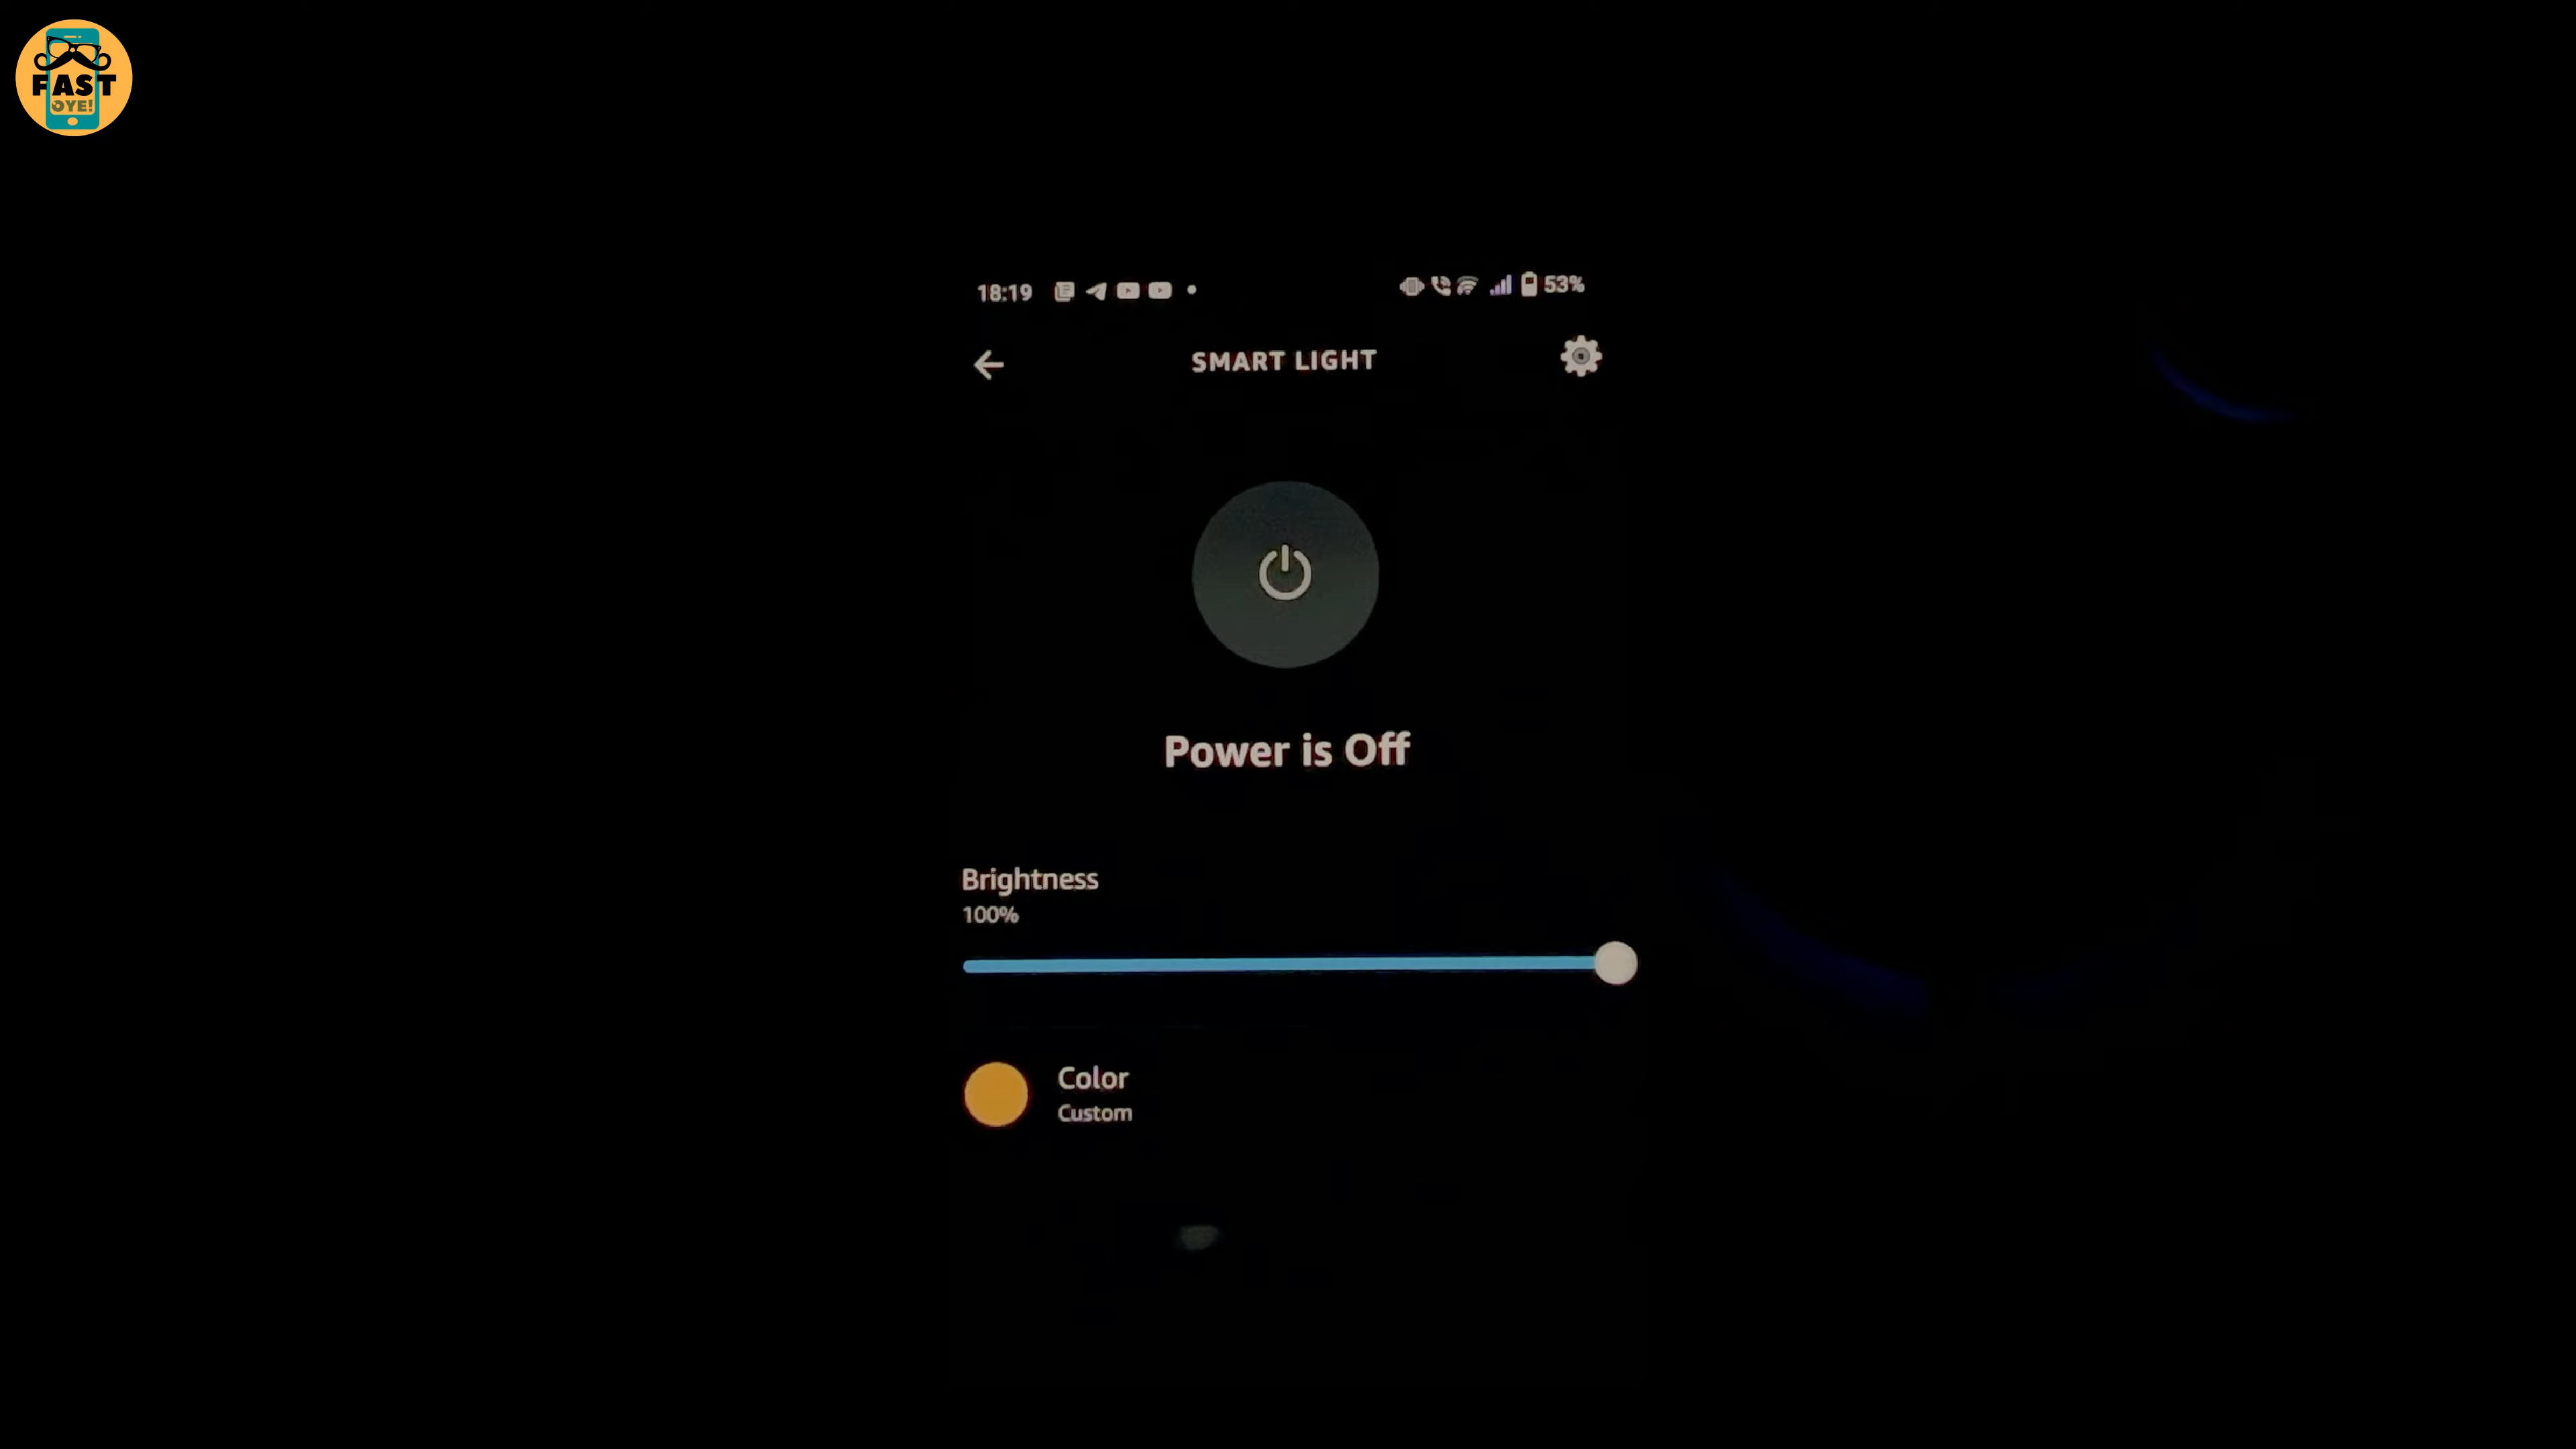 FAST
OYE!
18:19
53%
SMART LIGHT
Power is Off
Brightness
100%
Color
Custom